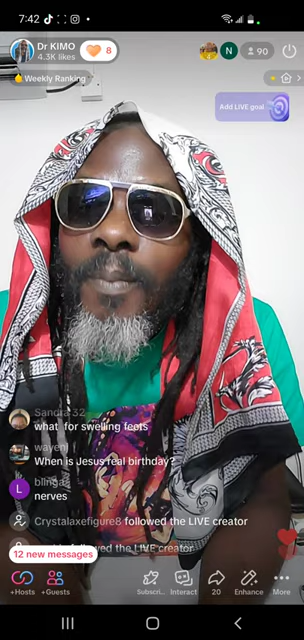 7:42
Dr KIMO
4.3K likes
8
N
90
Weekly Ranking
Add LIVE goal
Sandra 32
what for swelling feets
wayenj
When is Jesus real birthday?
L
nerves
Crystalaxefigure8 followed the LIVE creator
followed the LIVE creator
12 new messages
+Hosts
+Guests
Subscri...
Interact
20
Enhance
More